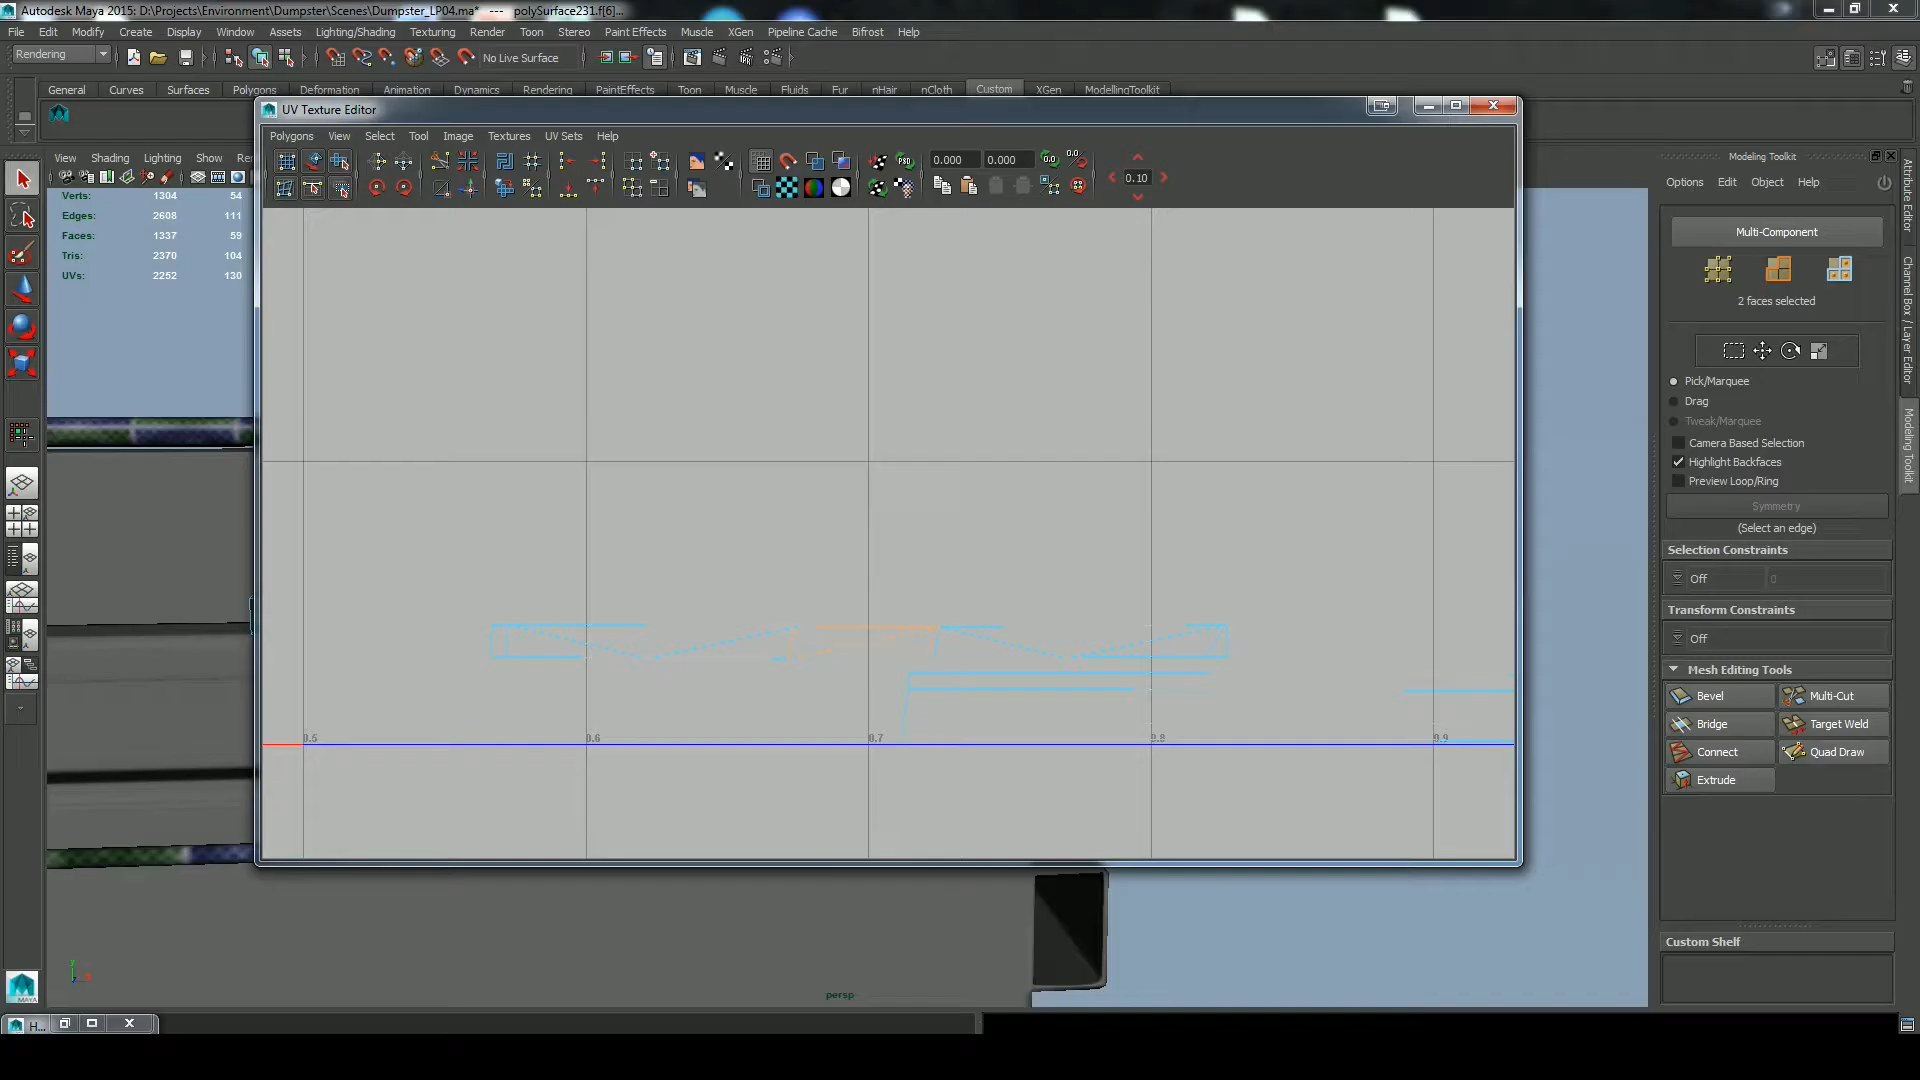 Autodesk Maya 2015: D:\Projects\Environment\Dumpster\Scenes\Dumpster_LP04.ma* --- polySurface231.f[6]...
File Edit Modify Create Display Window Assets Lighting/Shading Texturing Render Toon Stereo Paint Effects Muscle XGen Pipeline Cache Bifrost Help
Rendering
No Live Surface
General Curves Surfaces Polygons Deformation Animation Dynamics Rendering PaintEffects Toon Muscle Fluids Fur nHair nCloth Custom XGen ModellingToolkit
UV Texture Editor
Polygons View Select Tool Image Textures UV Sets Help
0.000 0.000
0.10
View Shading Lighting Show Re
Verts: 1304 54
Edges: 2608 111
Faces: 1337 59
Tris: 2370 104
UVs: 2252 130
0.5 0.6 0.7 0.8 0.9
persp
Modeling Toolkit
Options Edit Object Help
Multi-Component
2 faces selected
Pick/Marquee
Drag
Tweak/Marquee
Camera Based Selection
Highlight Backfaces
Preview Loop/Ring
Symmetry
(Select an edge)
Selection Constraints
Off 0
Transform Constraints
Off
Mesh Editing Tools
Bevel Multi-Cut
Bridge Target Weld
Connect Quad Draw
Extrude
Custom Shelf
Attribute Editor
Channel Box / Layer Editor
Modeling Toolkit
MAYA
H...